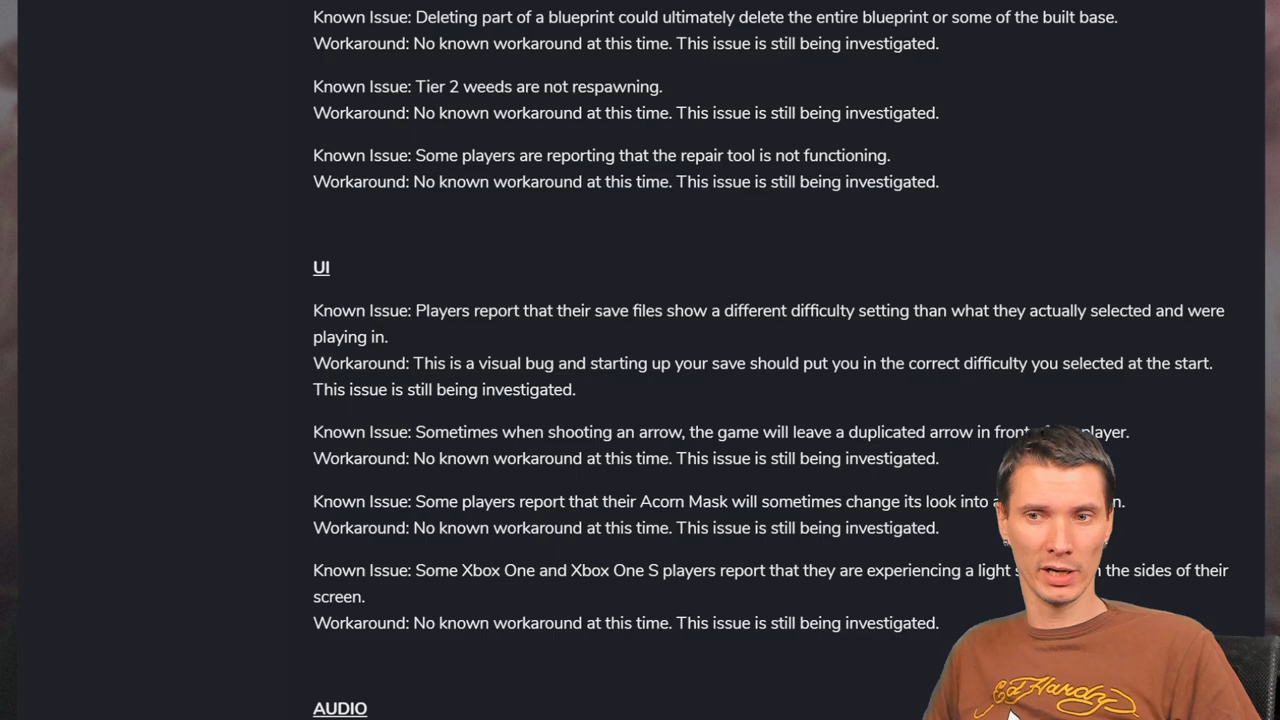 Known Issue: Deleting part of a blueprint could ultimately delete the entire blueprint or some of the built base.
Workaround: No known workaround at this time. This issue is still being investigated.
Known Issue: Tier 2 weeds are not respawning.
Workaround: No known workaround at this time. This issue is still being investigated.
Known Issue: Some players are reporting that the repair tool is not functioning.
Workaround: No known workaround at this time. This issue is still being investigated.
UI
Known Issue: Players report that their save files show a different difficulty setting than what they actually selected and were
playing in.
Workaround: This is a visual bug and starting up your save should put you in the correct difficulty you selected at the start.
This issue is still being investigated.
Known Issue: Sometimes when shooting an arrow, the game will leave a duplicated arrow in front player.
Workaround: No known workaround at this time. This issue is still being investigated.
Known Issue: Some players report that their Acorn Mask will sometimes change its look into
Workaround: No known workaround at this time. This issue is still being investigated.
Known Issue: Some Xbox One and Xbox One S players report that they are experiencing a light the sides of their
screen.
Workaround: No known workaround at this time. This issue is still being investigated.
Ed Hardy
AUDIO